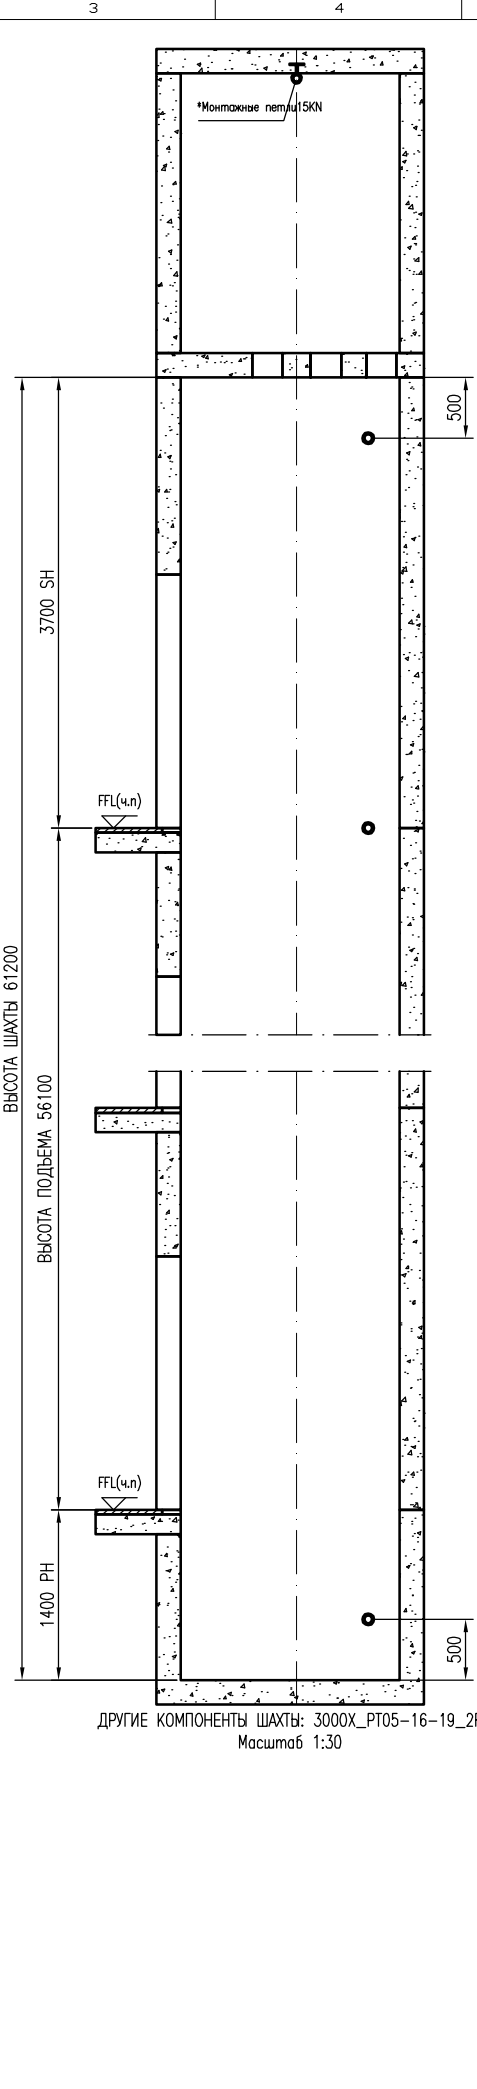 3 4
*Монтажные петли15KN
500
3700 SH
FFL(ч.п)
ВЫСОТА ШАХТЫ 61200
ВЫСОТА ПОДЪЕМА 56100
FFL(ч.п)
1400 PH
500
ДРУГИЕ КОМПОНЕНТЫ ШАХТЫ: 3000X_PT05-16-19_2
Масштаб 1:30